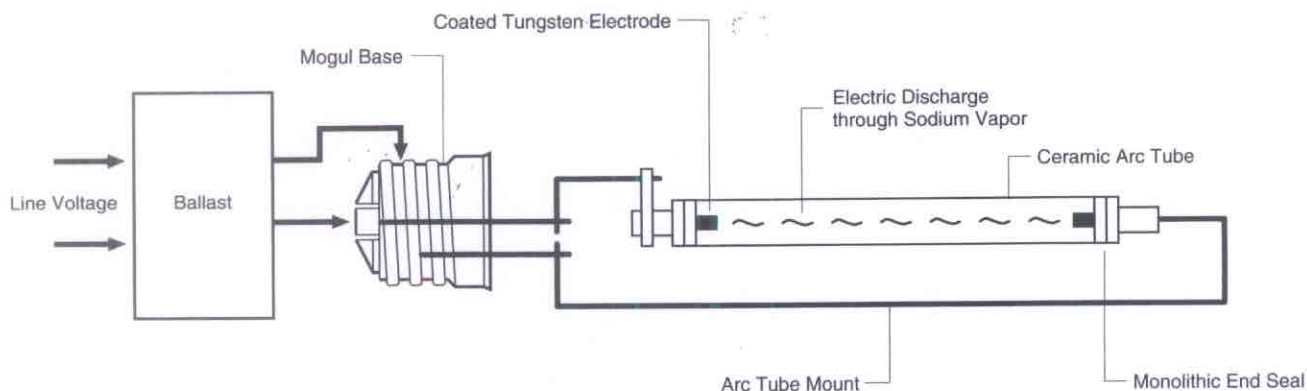 Coated Tungsten Electrode
Mogul Base
Electric Discharge
through Sodium Vapor
Ceramic Arc Tube
Line Voltage
Ballast
Arc Tube Mount
Monolithic End Seal